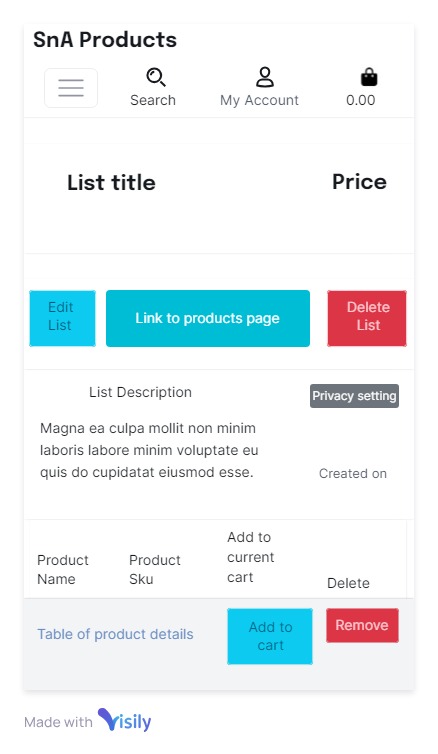 SnA Products
Search
My Account
0.00
List title
Price
Edit
List
Link to products page
Delete
List
List Description
Privacy setting
Magna ea culpa mollit non minim
laboris labore minim voluptate eu
quis do cupidatat eiusmod esse.
Created on
Product
Name
Product
Sku
Add to
current
cart
Delete
Table of product details
Add to
cart
Remove
Made with Visily